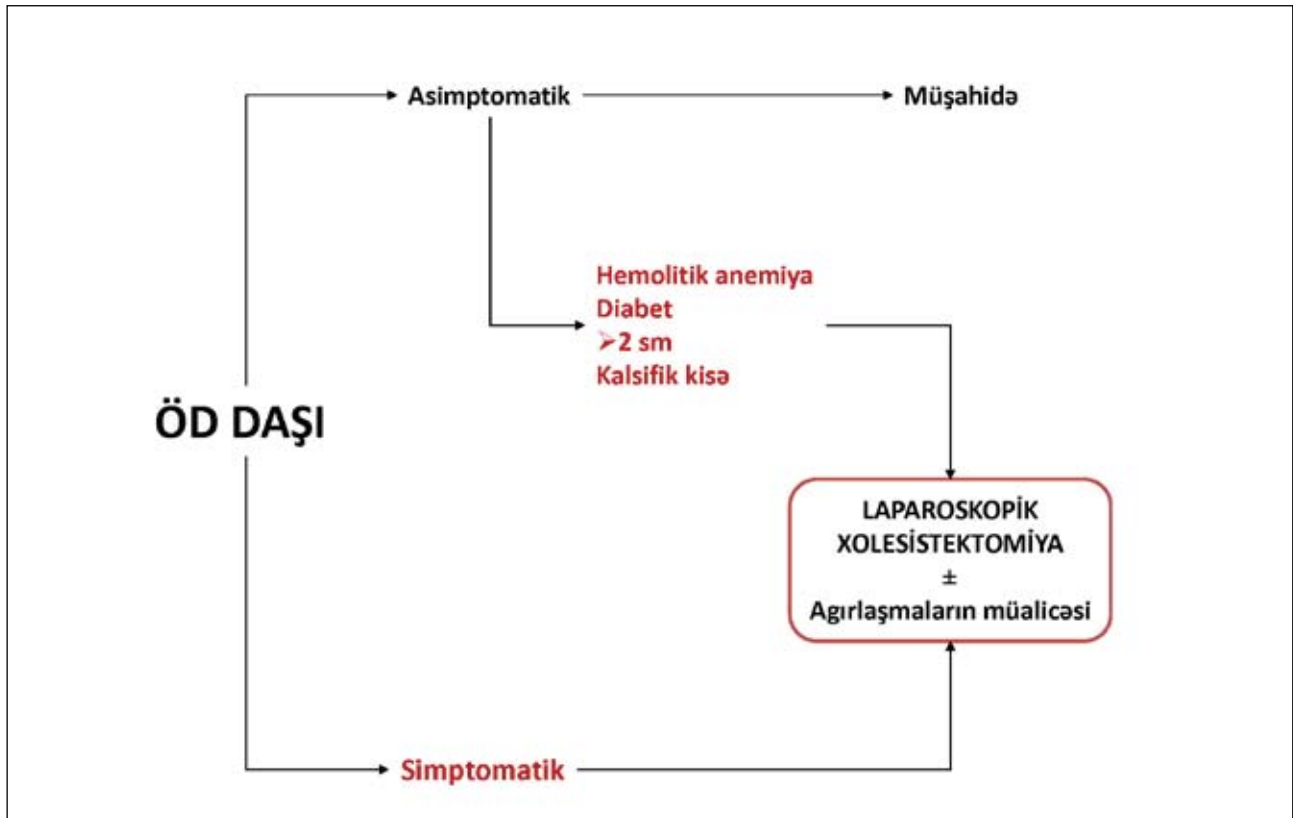 Asimptomatik
Müşahidə
Hemolitik anemiya
Diabet
➢2 sm
Kalsifik kisə
ÖD DAŞI
LAPAROSKOPİK
XOLESİSTEKTOMİYA
±
Agırlaşmaların müalicəsi
Simptomatik